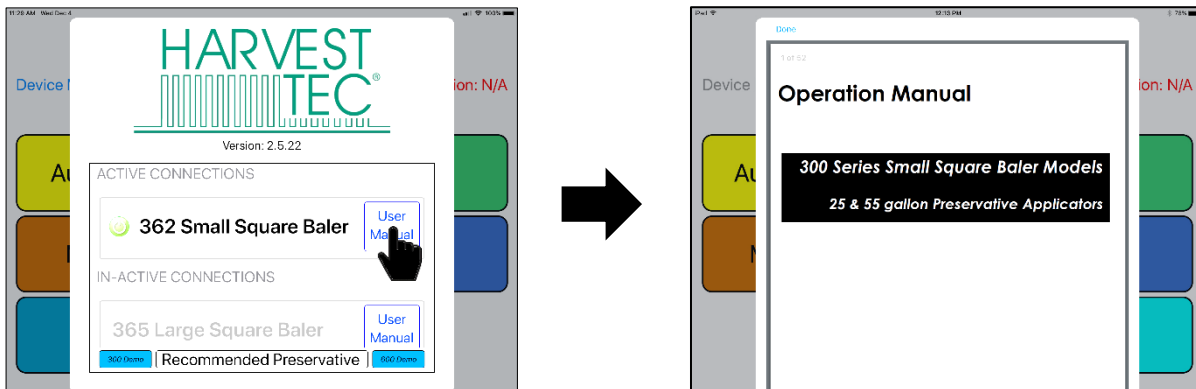 11:29 AM Wed Dec 4
100%
HARVEST
TEC®
Device
ion: N/A
Version: 2.5.22
ACTIVE CONNECTIONS
Au
362 Small Square Baler
User
Manual
IN-ACTIVE CONNECTIONS
365 Large Square Baler
User
Manual
300 Demo
Recommended Preservative
600 Demo
iPad
12:15 PM
75%
Done
1 of 52
Device
ion: N/A
Operation Manual
Au
300 Series Small Square Baler Models
25 & 55 gallon Preservative Applicators